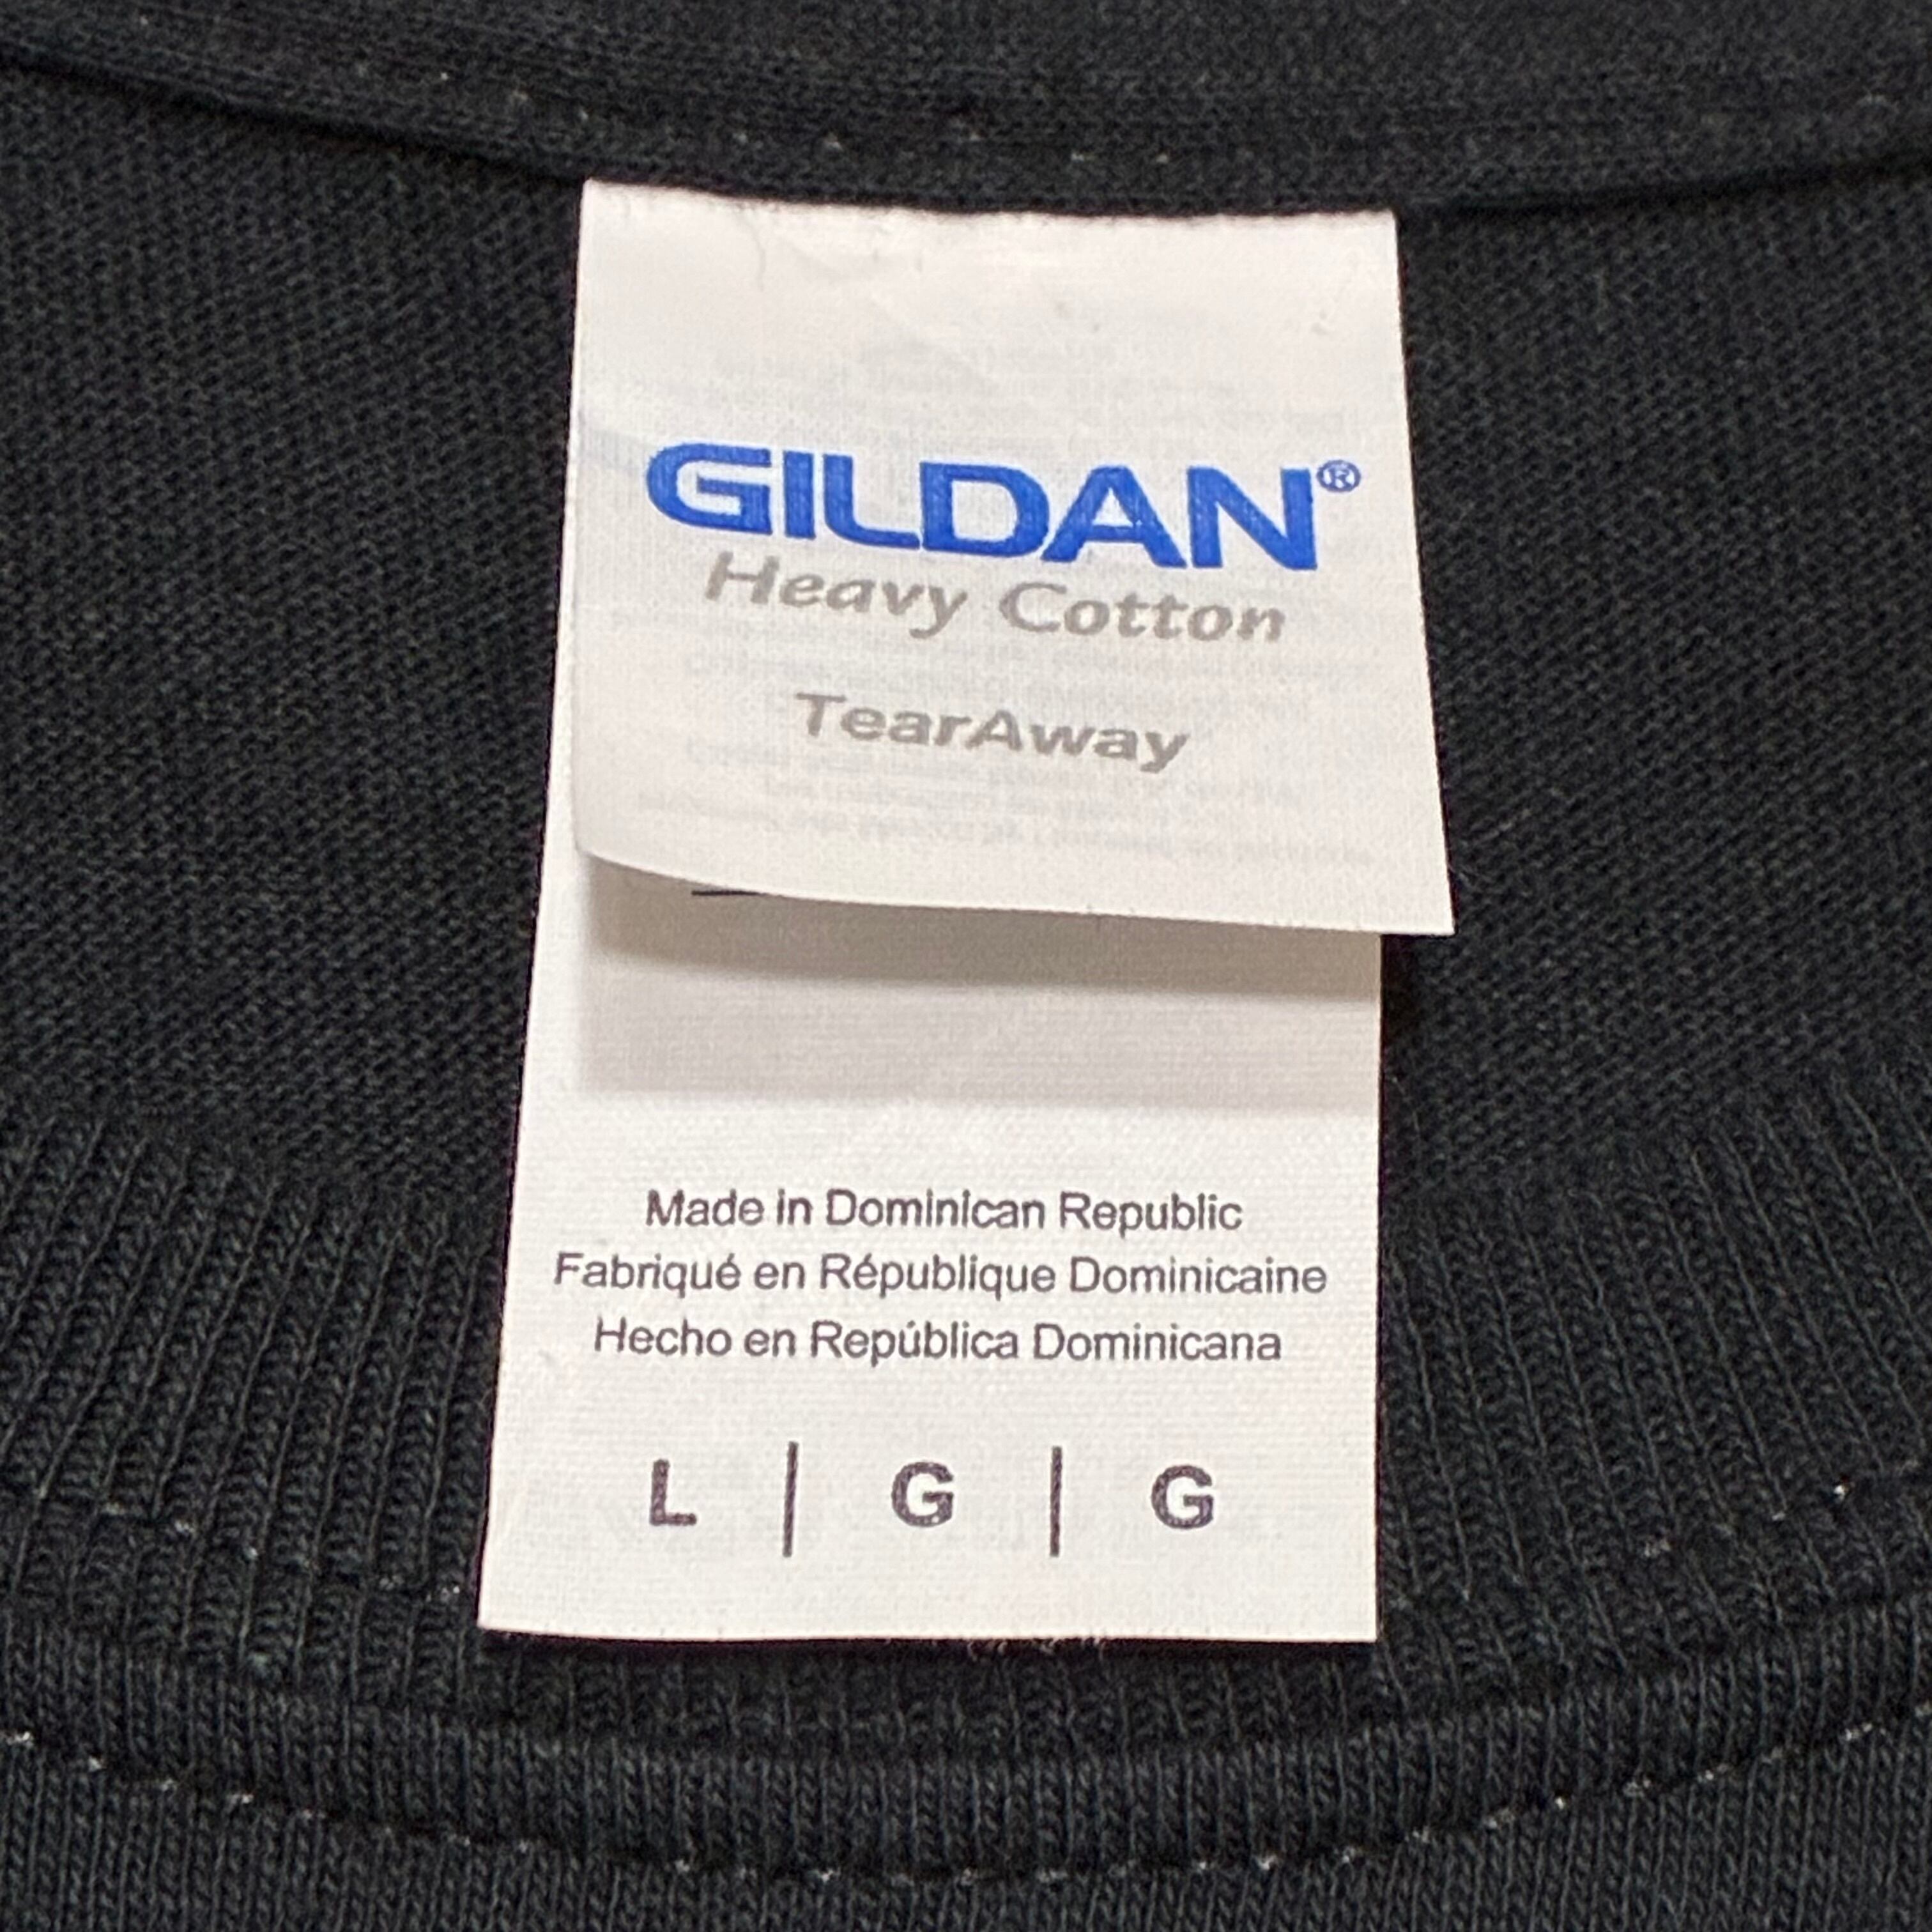 GILDAN®
Heavy Cotton
TearAway
Made in Dominican Republic
Fabriqué en République Dominicaine
Hecho en República Dominicana
L | G | G